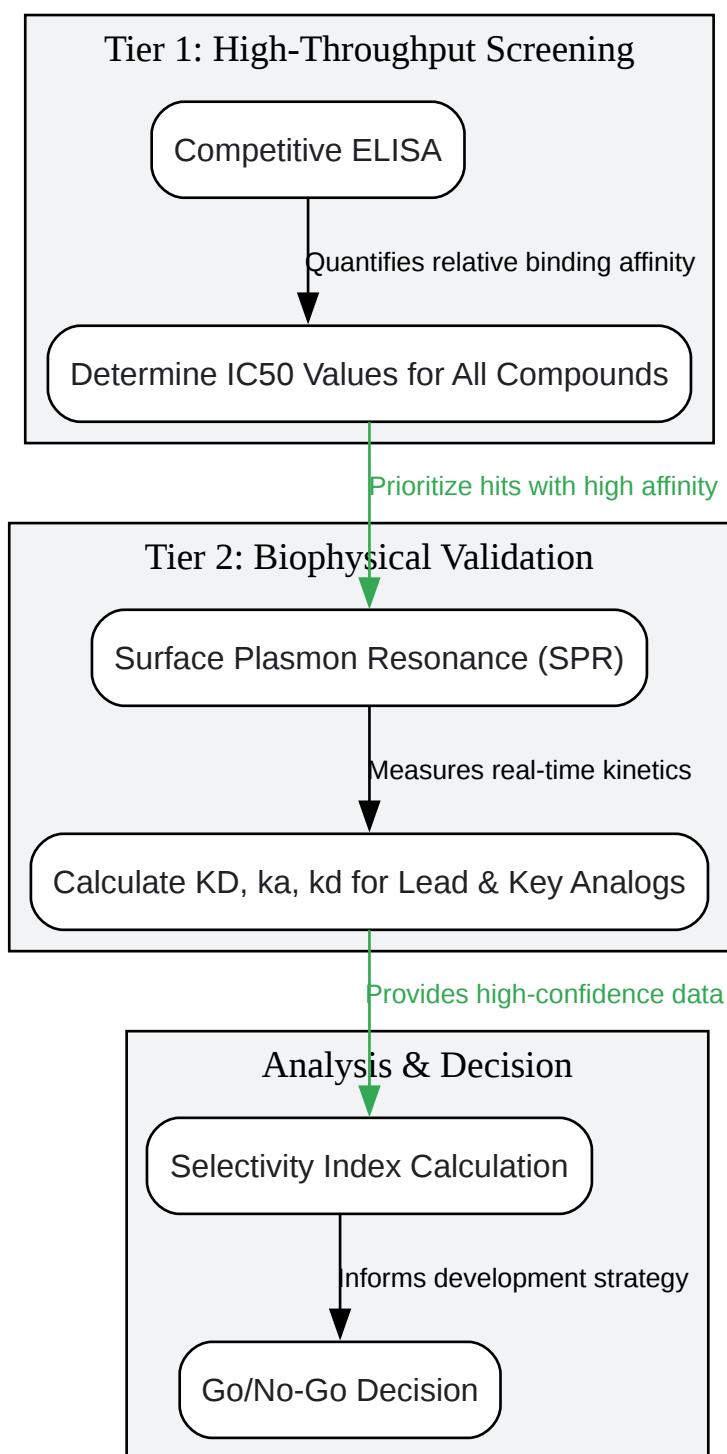 Tier 1: High-Throughput Screening
Competitive ELISA
Quantifies relative binding affinity
Determine IC50 Values for All Compounds
Prioritize hits with high affinity
Tier 2: Biophysical Validation
Surface Plasmon Resonance (SPR)
Measures real-time kinetics
Calculate KD, ka, kd for Lead & Key Analogs
Provides high-confidence data
Analysis & Decision
Selectivity Index Calculation
Informs development strategy
Go/No-Go Decision